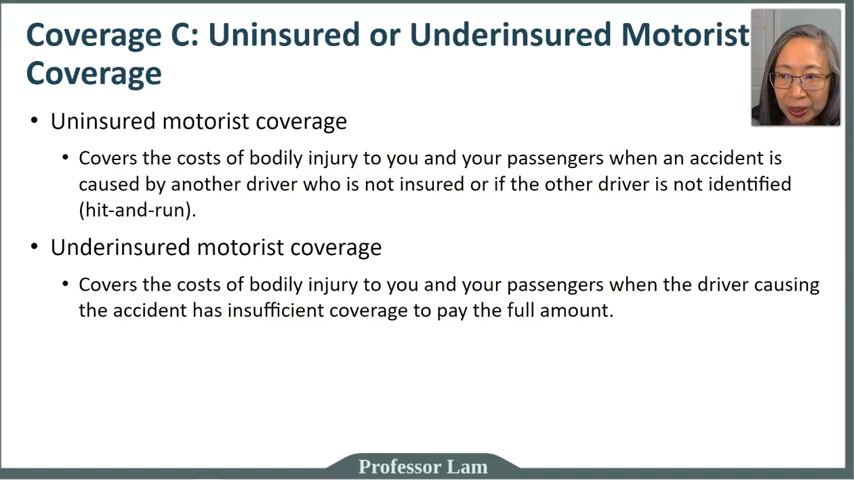 Coverage C: Uninsured or Underinsured Motorist
Coverage
• Uninsured motorist coverage
• Covers the costs of bodily injury to you and your passengers when an accident is
caused by another driver who is not insured or if the other driver is not identified
(hit-and-run).
• Underinsured motorist coverage
• Covers the costs of bodily injury to you and your passengers when the driver causing
the accident has insufficient coverage to pay the full amount.
Professor Lam